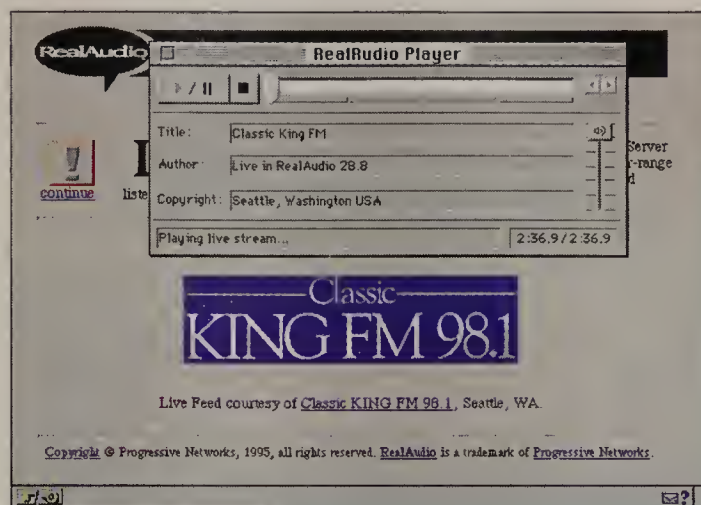 RealAudio
RealAudio Player
Title: Classic King FM
Author: Live in RealAudio 28.8
Copyright: Seattle, Washington USA
Playing live stream... 2:36.9/2:36.9
Server
r-range
continue liste d
Classic
KING FM 98.1
Live Feed courtesy of Classic KING FM 98.1, Seattle, WA.
Copyright © Progressive Networks, 1995, all rights reserved. RealAudio is a trademark of Progressive Networks.
?